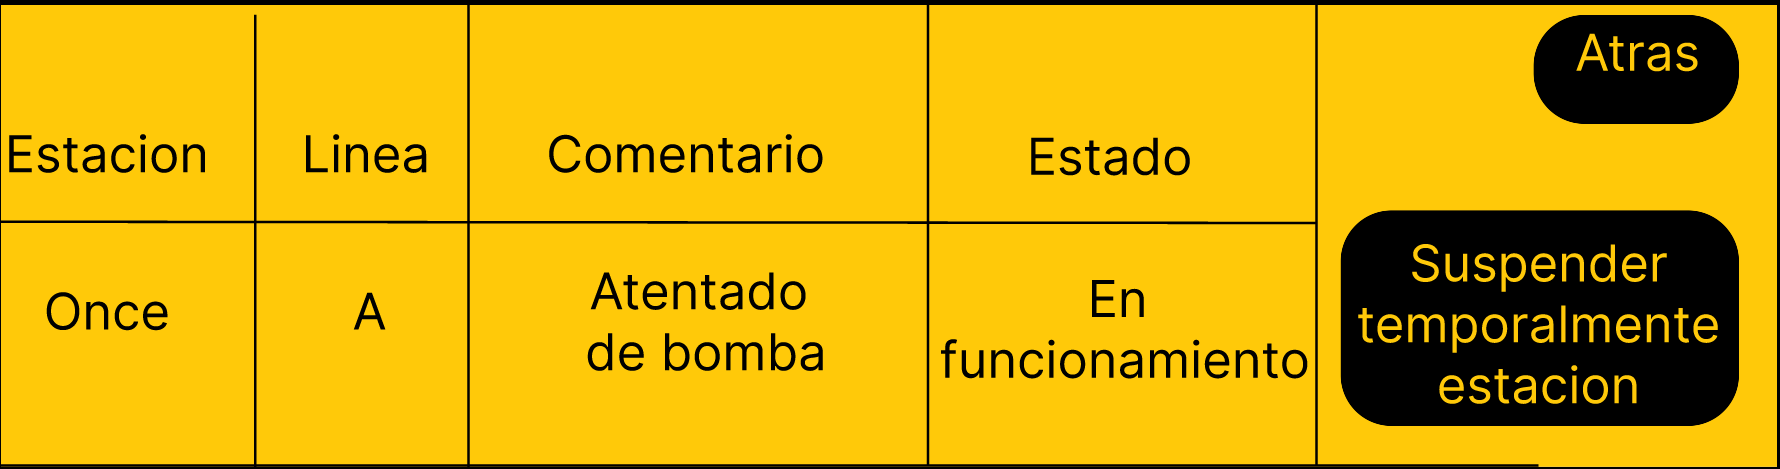 Atras
Estacion
Linea
Comentario
Estado
Once
A
Atentado
de bomba
En
funcionamiento
Suspender
temporalmente
estacion